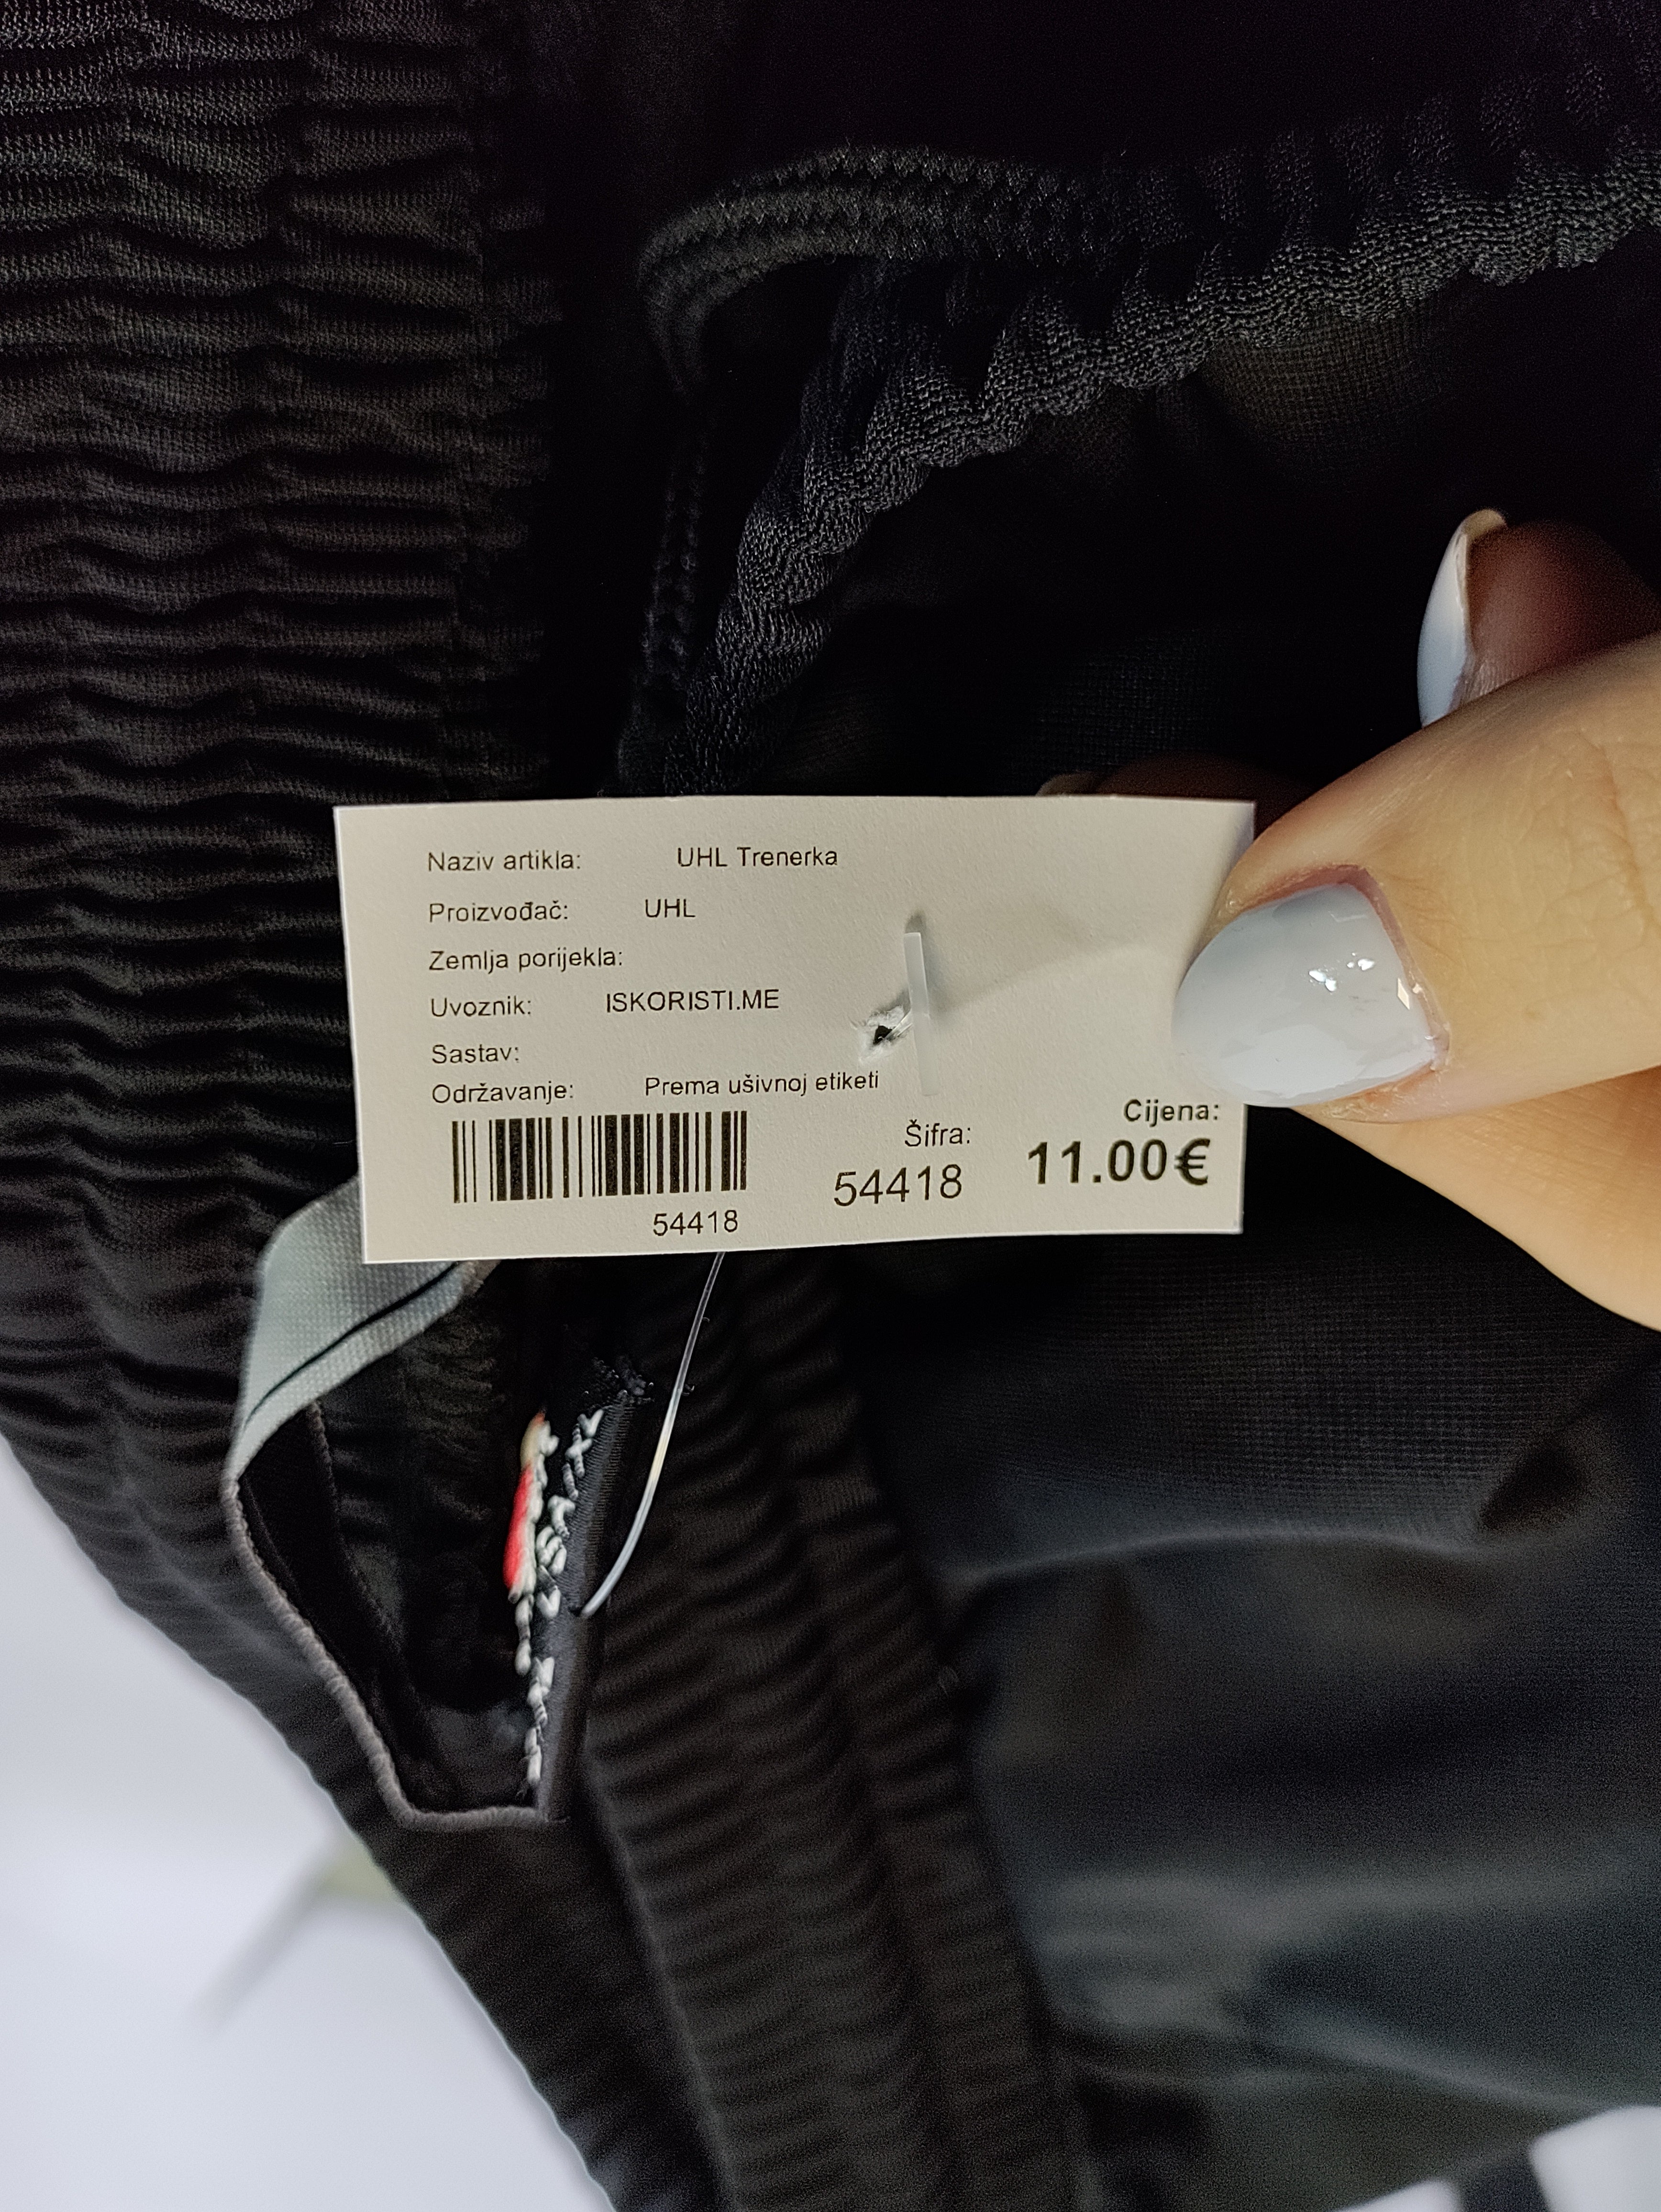 Naziv artikla: UHL Trenerka
Proizvođač: UHL
Zemlja porijekla:
Uvoznik: ISKORISTI.ME
Sastav:
Održavanje: Prema ušivnoj etiketi
54418
Šifra:
54418
Cijena:
11.00€